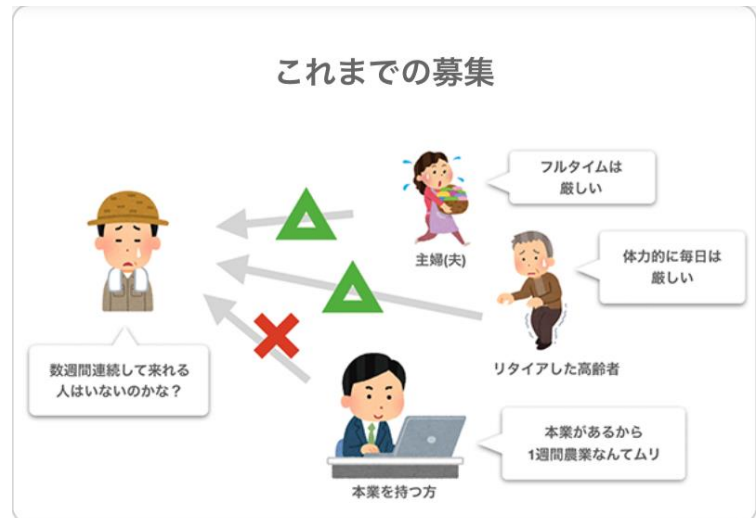 これまでの募集
フルタイムは
厳しい
主婦(夫)
体力的に毎日は
厳しい
リタイアした高齢者
数週間連続して来れる
人はいないのかな？
本業があるから
1週間農業なんてムリ
本業を持つ方